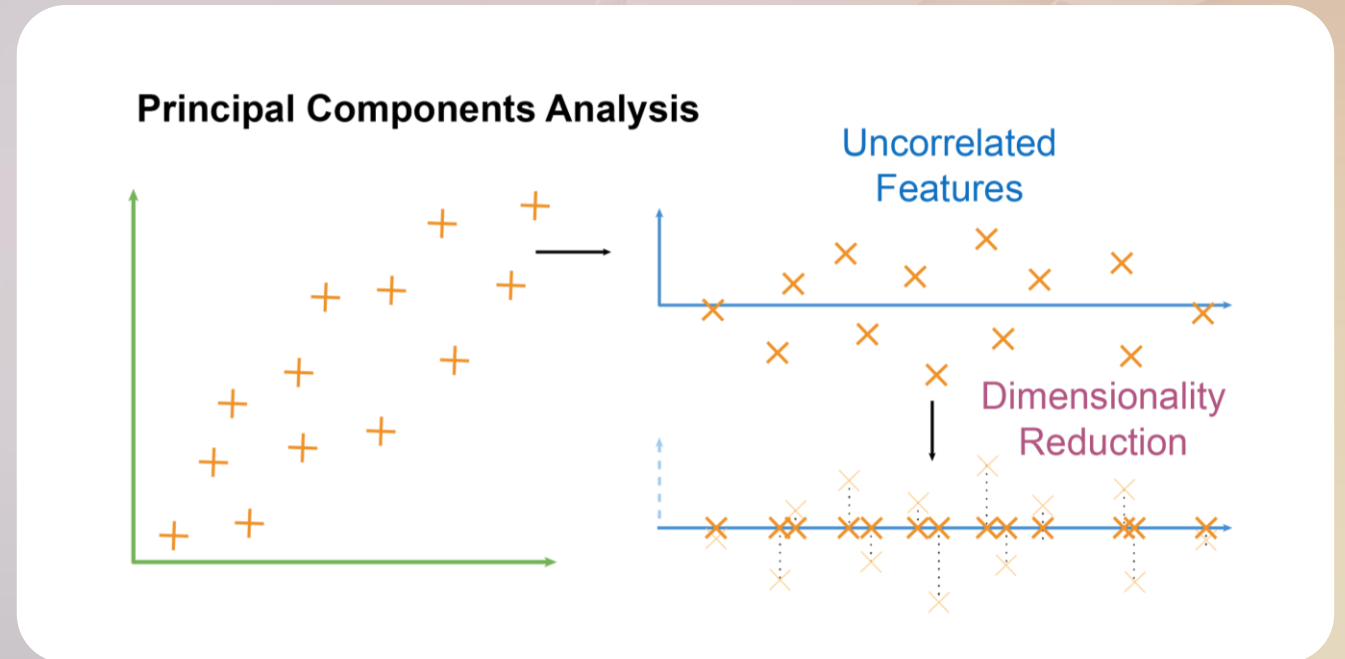 Principal Components Analysis
Uncorrelated
Features
Dimensionality
Reduction